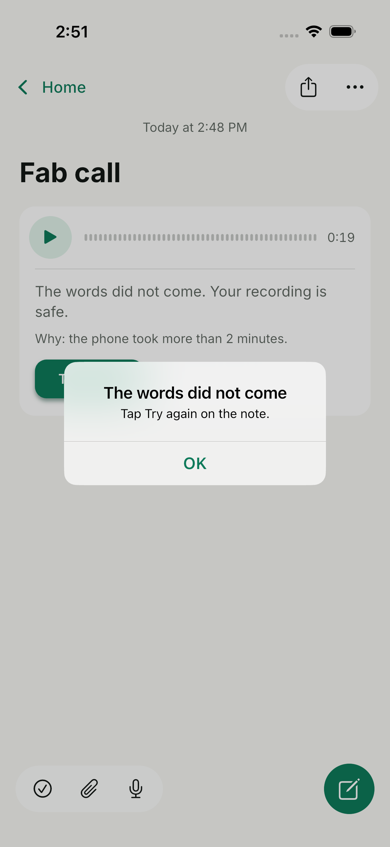 2:51
Home
Today at 2:48 PM
Fab call
0:19
The words did not come. Your recording is
safe.
Why: the phone took more than 2 minutes.
The words did not come
Tap Try again on the note.
OK